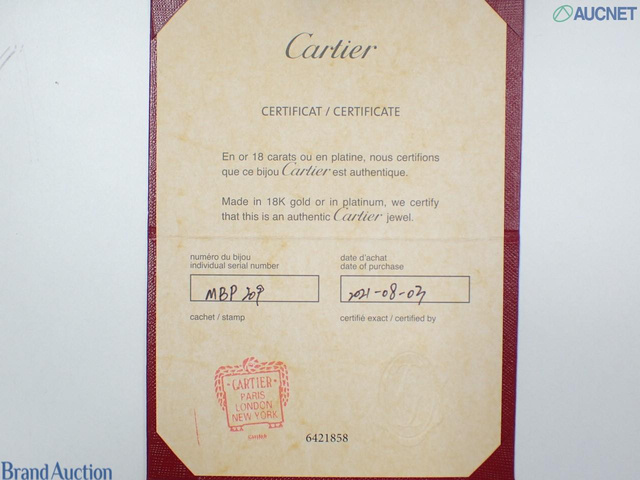 AUCNET
Cartier
CERTIFICAT / CERTIFICATE
En or 18 carats ou en platine, nous certifions
que ce bijou Cartier est authentique.
Made in 18K gold or in platinum, we certify
that this is an authentic Cartier jewel.
numéro du bijou
individual serial number
date d'achat
date of purchase
MBP 209
2021-08-03
cachet / stamp
certifié exact / certified by
CARTIER
PARIS
LONDON
NEW YORK
6421858
Brand Auction